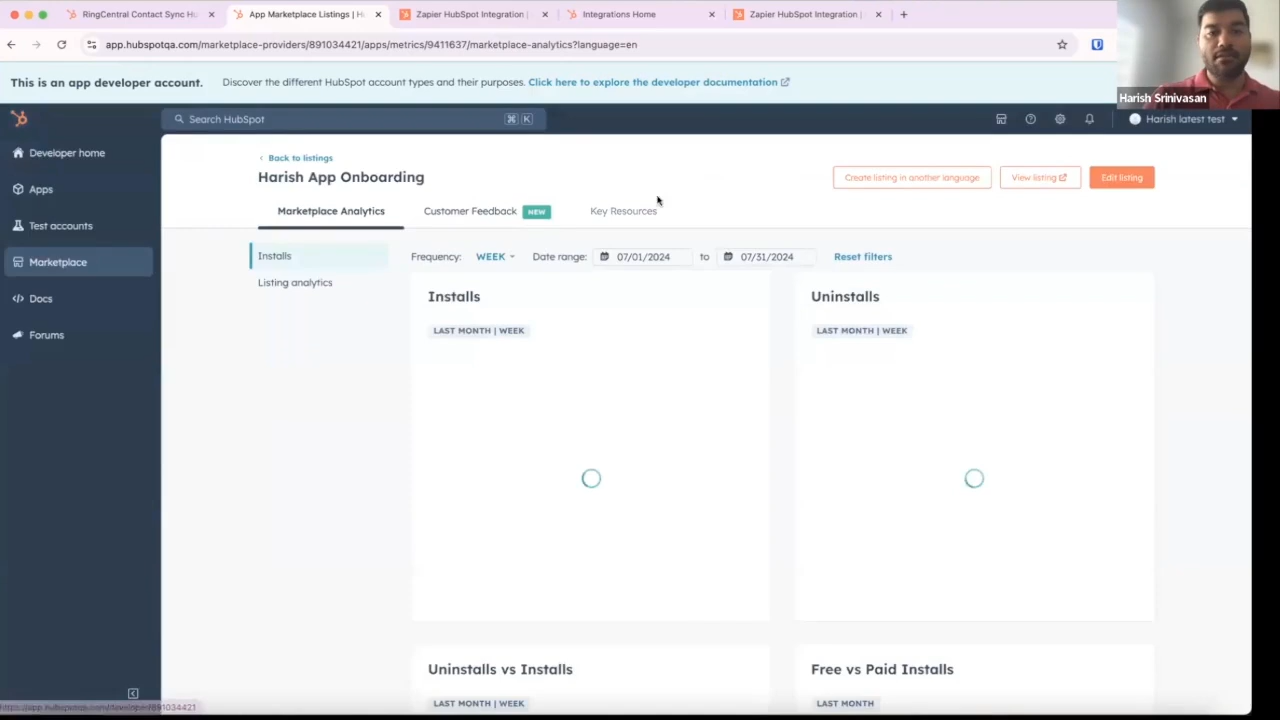 RingCentral Contact Sync Hu
App Marketplace Listings | H
Zapier HubSpot Integration |
Integrations Home
Zapier HubSpot Integration |
app.hubspotqa.com/marketplace-providers/891034421/apps/metrics/9411637/marketplace-analytics?language=en
This is an app developer account. Discover the different HubSpot account types and their purposes. Click here to explore the developer documentation
Harish Srinivasan
Search HubSpot
⌘ K
Harish latest test
Developer home
Apps
Test accounts
Marketplace
Docs
Forums
Back to listings
Harish App Onboarding
Create listing in another language
View listing
Edit listing
Marketplace Analytics
Customer Feedback NEW
Key Resources
Installs
Listing analytics
Frequency: WEEK Date range: 07/01/2024 to 07/31/2024 Reset filters
Installs
LAST MONTH | WEEK
Uninstalls
LAST MONTH | WEEK
Uninstalls vs Installs
LAST MONTH | WEEK
Free vs Paid Installs
LAST MONTH